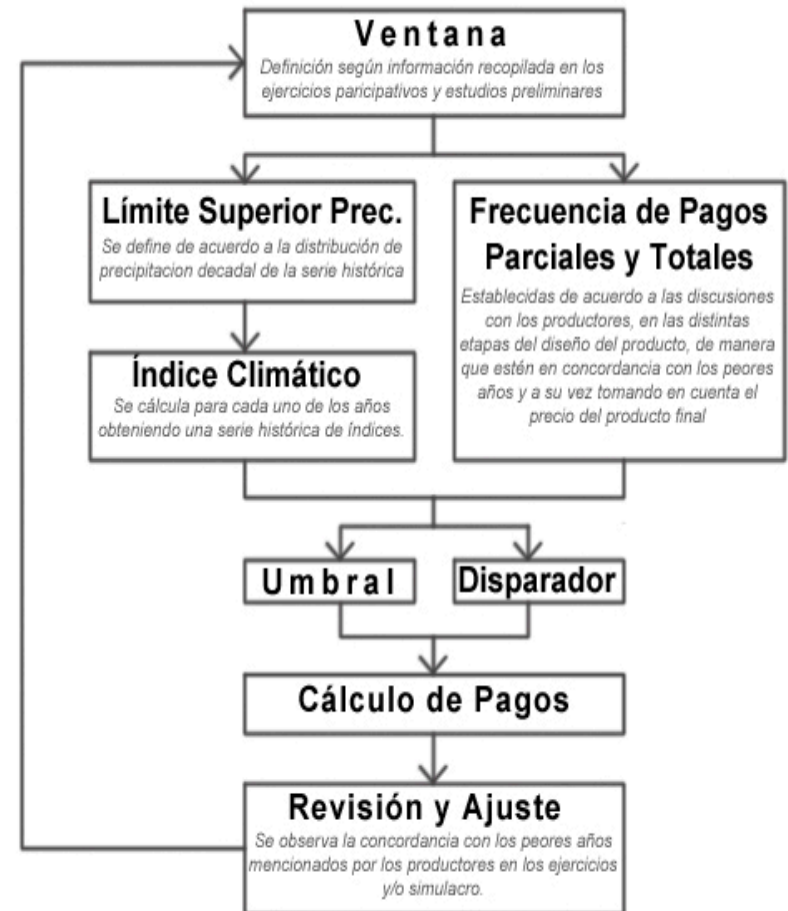 Ventana
Definición según información recopilada en los
ejercicios paricipativos y estudios preliminares
Límite Superior Prec.
Se define de acuerdo a la distribución de
precipitacion decadal de la serie histórica
Frecuencia de Pagos
Parciales y Totales
Establecidas de acuerdo a las discusiones
con los productores, en las distintas
etapas del diseño del producto, de manera
que estén en concordancia con los peores
años y a su vez tomando en cuenta el
precio del producto final
Índice Climático
Se cálcula para cada uno de los años
obteniendo una serie histórica de índices.
Umbral
Disparador
Cálculo de Pagos
Revisión y Ajuste
Se observa la concordancia con los peores años
mencionados por los productores en los ejercicios
y/o simulacro.